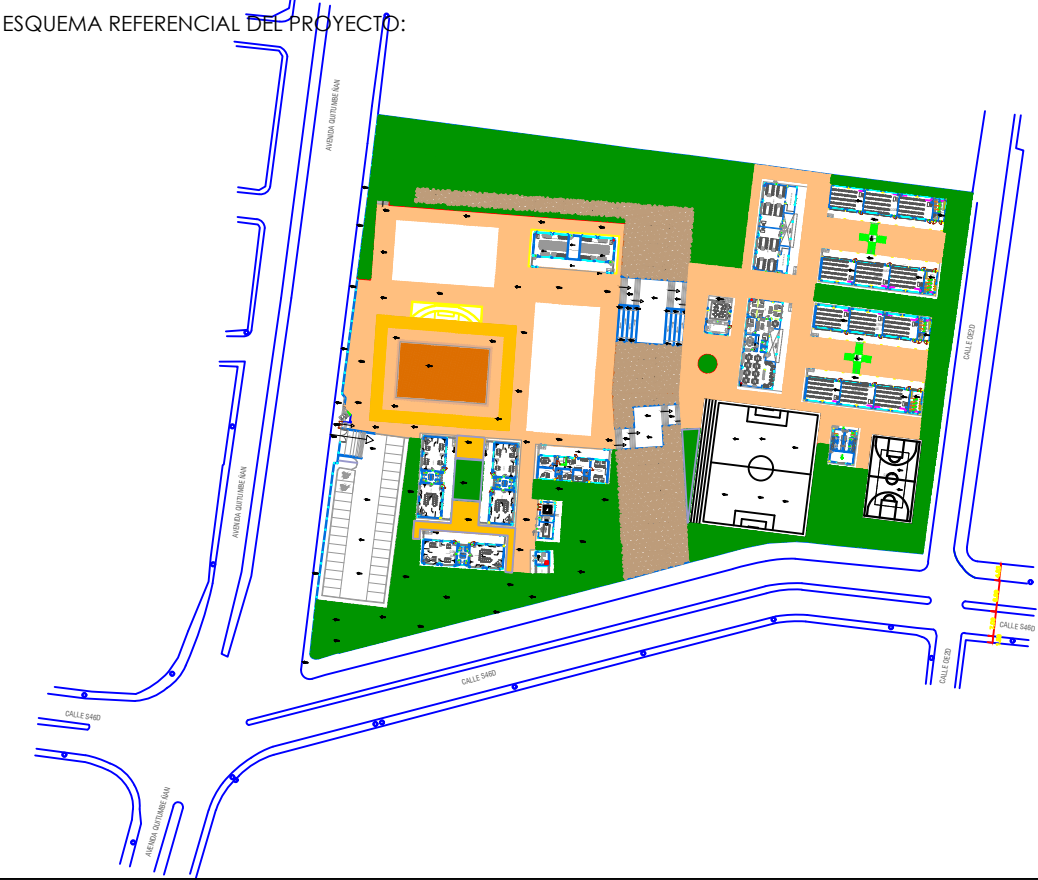 ESQUEMA REFERENCIAL DEL PROYECTO:
AVENIDA QUITUMBE ÑAN
CALLE OE2D
AVENIDA QUITUMBE ÑAN
CALLE S46D
CALLE S46D
CALLE OE2D
CALLE S46D
AVENIDA QUITUMBE ÑAN